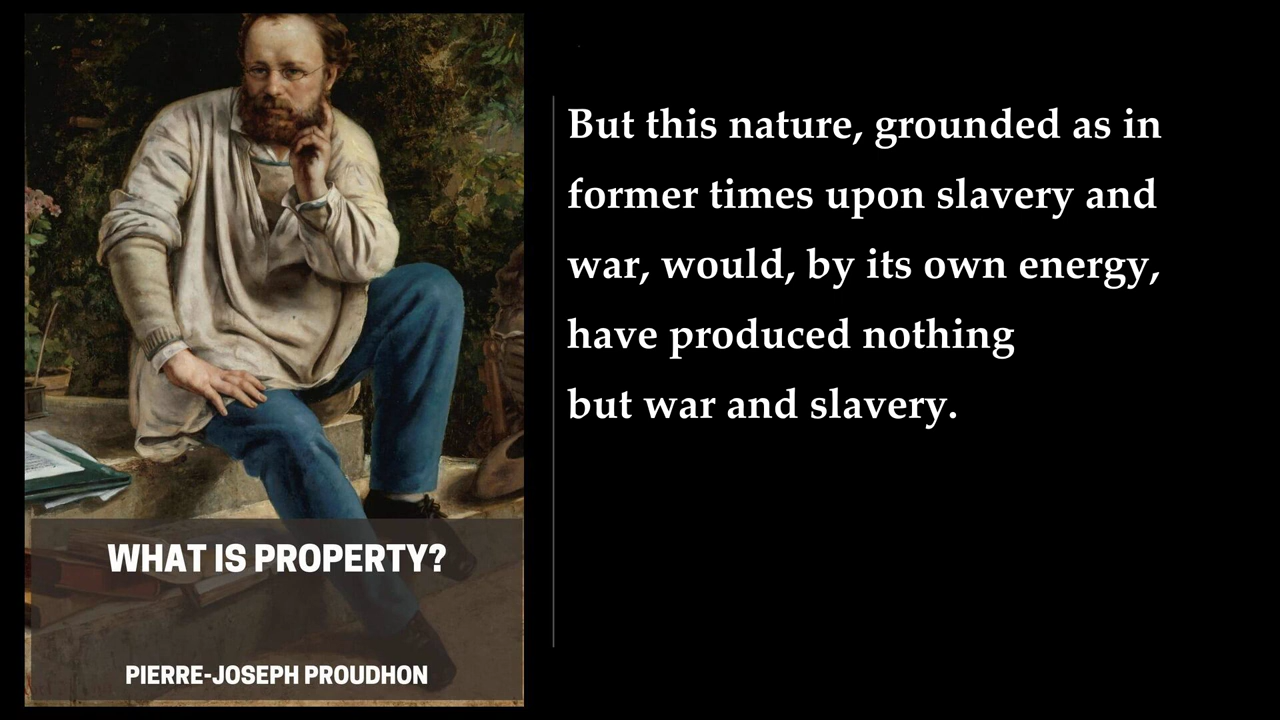 But this nature, grounded as in
former times upon slavery and
war, would, by its own energy,
have produced nothing
but war and slavery.
WHAT IS PROPERTY?
PIERRE-JOSEPH PROUDHON